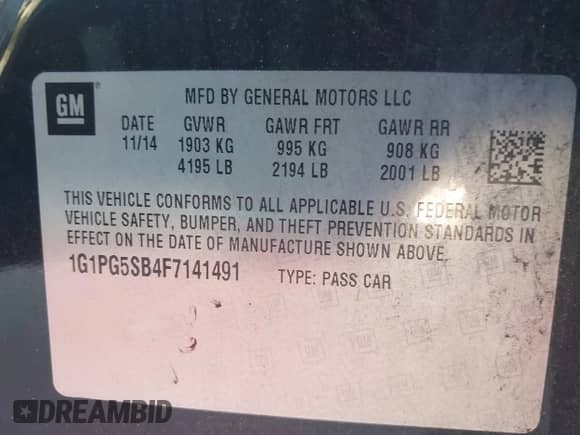 GM
MFD BY GENERAL MOTORS LLC
DATE GVWR GAWR FRT GAWR RR
11/14 1903 KG 995 KG 908 KG
4195 LB 2194 LB 2001 LB
THIS VEHICLE CONFORMS TO ALL APPLICABLE U.S. FEDERAL MOTOR
VEHICLE SAFETY, BUMPER, AND THEFT PREVENTION STANDARDS IN
EFFECT ON THE DATE OF MANUFACTURE SHOWN ABOVE.
1G1PG5SB4F7141491 TYPE: PASS CAR
DREAMBID